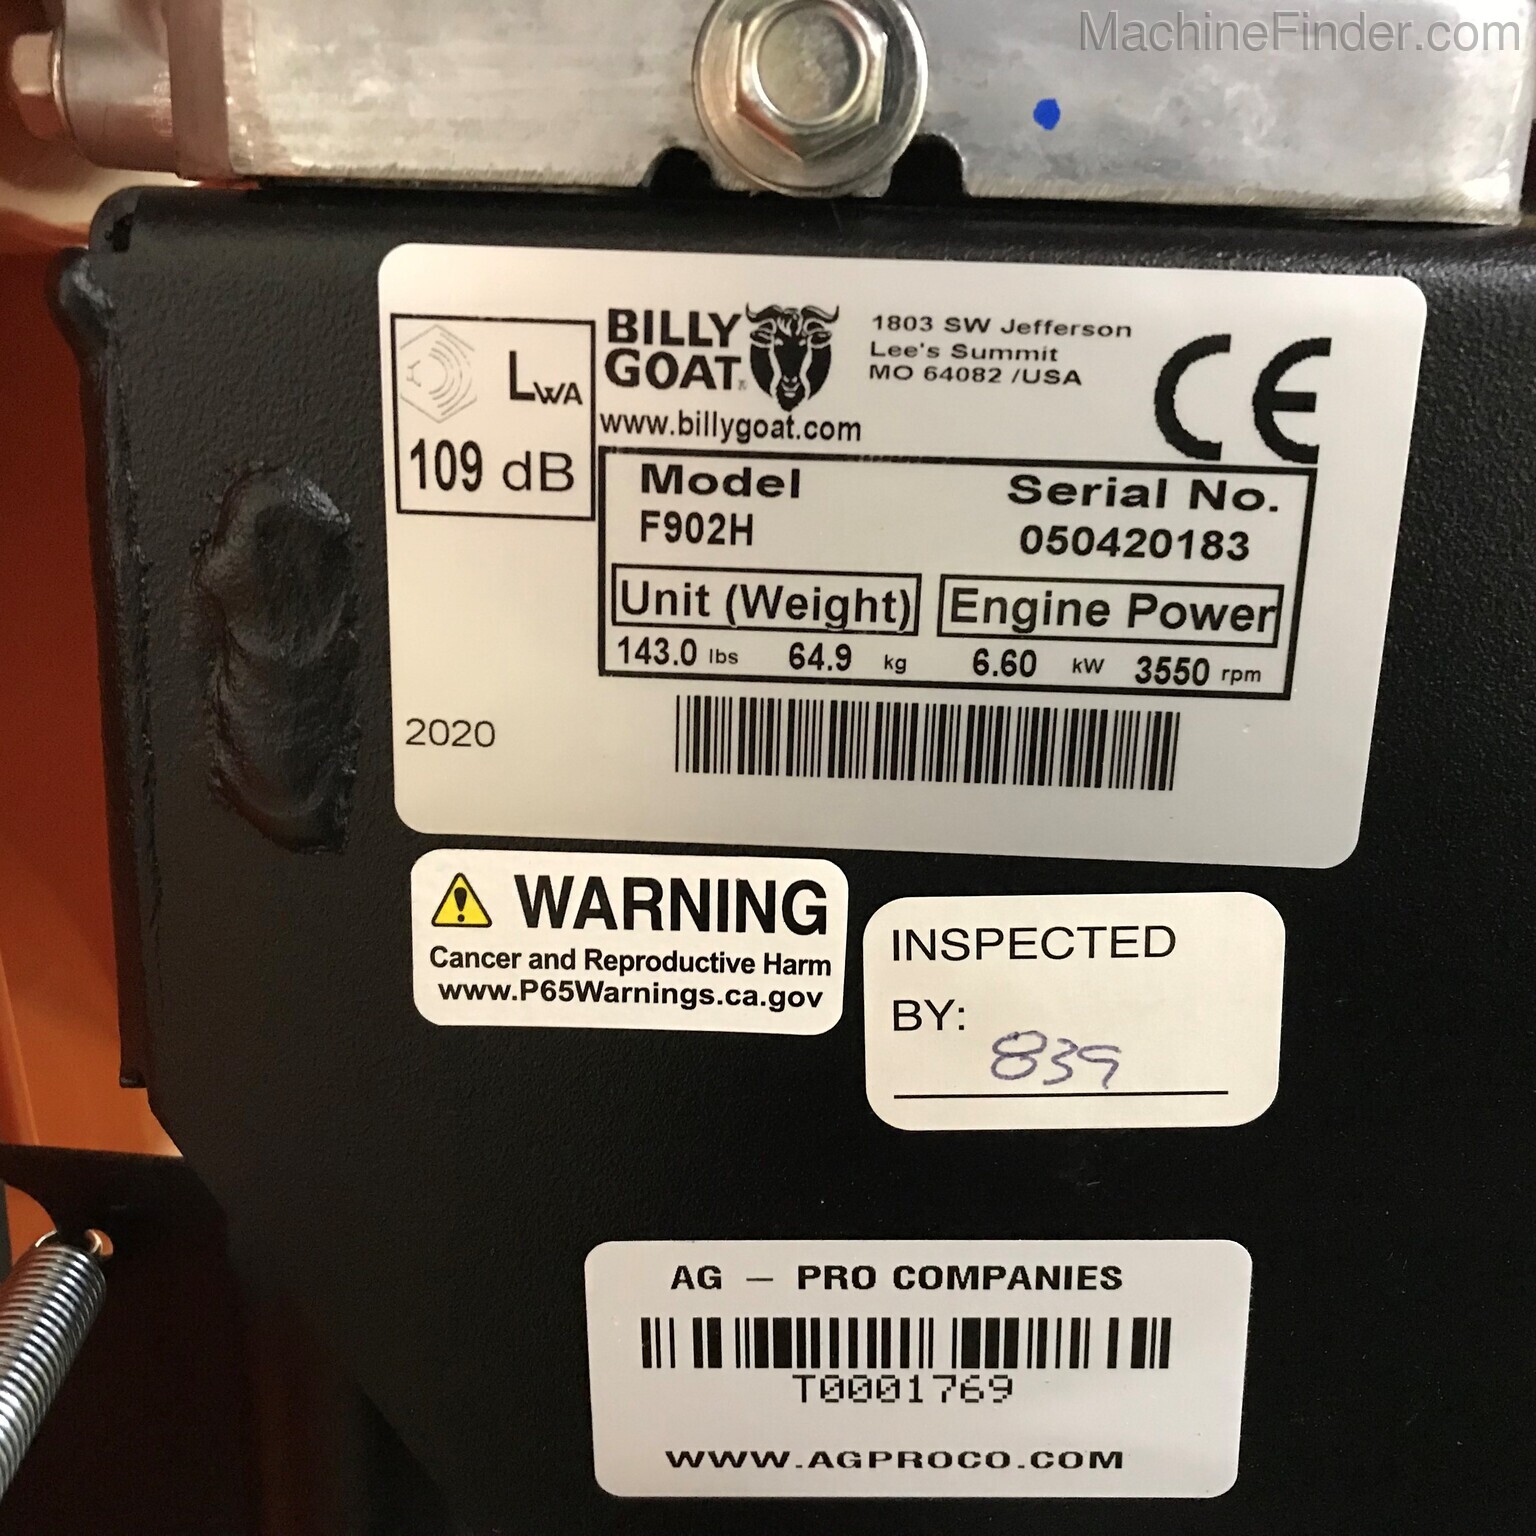 MachineFinder.com
BILLY GOAT®
1803 SW Jefferson
Lee's Summit
MO 64082 /USA
CE
LWA
109 dB
www.billygoat.com
Model Serial No.
F902H 050420183
Unit (Weight) Engine Power
143.0 lbs 64.9 kg 6.60 kW 3550 rpm
2020
WARNING
Cancer and Reproductive Harm
www.P65Warnings.ca.gov
INSPECTED
BY:
839
AG – PRO COMPANIES
T0001769
WWW.AGPROCO.COM